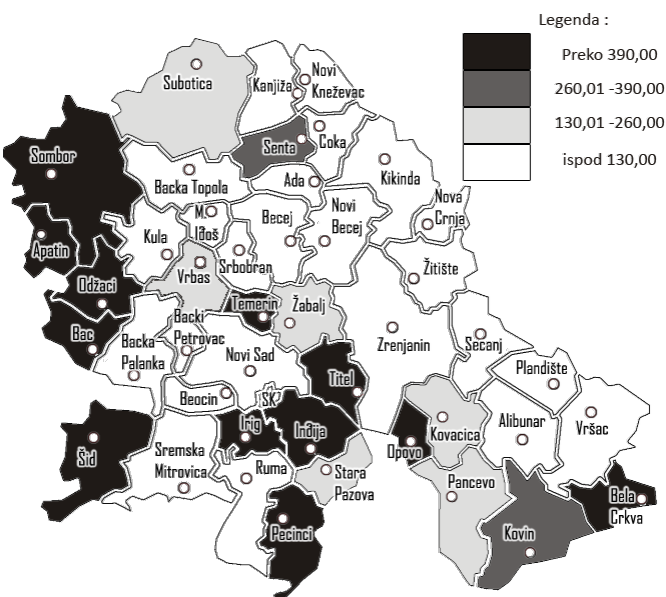 Legenda :
Preko 390,00
260,01 -390,00
130,01 -260,00
ispod 130,00
Subotica
Kanjiža
Novi
Kneževac
Senta
Coka
Sombor
Backa Topola
Ada
Kikinda
Nova
Crnja
M.
Iđoš
Becej
Novi
Becej
Apatin
Kula
Srbobran
Vrbas
Žitište
Odžaci
Temerin
Žabalj
Bac
Backi
Petrovac
Backa
Palanka
Novi Sad
Zrenjanin
Secanj
Plandište
Titel
Beocin
SK
Irig
Inđija
Kovacica
Alibunar
Vršac
Opovo
Šid
Sremska
Mitrovica
Ruma
Stara
Pazova
Pancevo
Bela
Crkva
Pecinci
Kovin